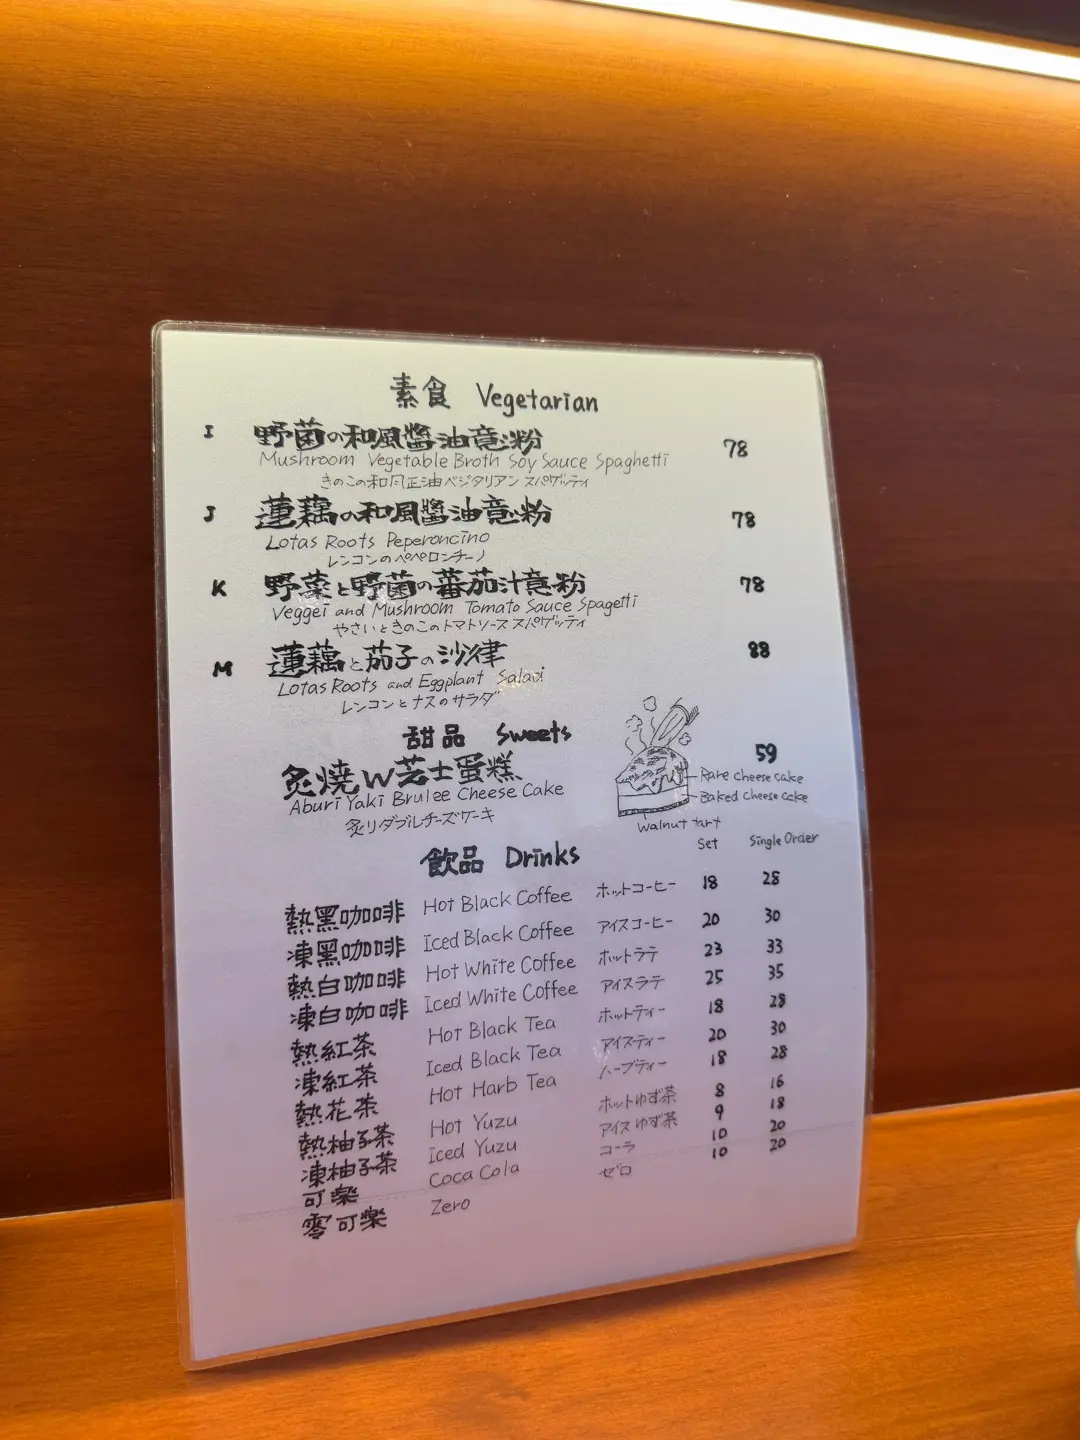 素食 Vegetarian
I 野菌の和風醬油意粉 78
Mushroom Vegetable Broth Soy Sauce Spaghetti
きのこの和风正油ベジタリアン スパゲッティ
J 蓮藕の和風醬油意粉 78
Lotas Roots Peperoncino
レンコンのペペロンチーノ
K 野菜と野菌の蕃茄汁意粉 78
Veggei and Mushroom Tomato Sauce Spagetti
やさいときのこのトマトソース スパゲッティ
M 蓮藕と茄子の沙律 88
Lotas Roots and Eggplant Salad
レンコンとナスのサラダ
甜品 Sweets
炙燒W芝士蛋糕 59
Aburi Yaki Brulee Cheese Cake
炙リダブルチーズケーキ
Rare cheese cake
Baked cheese cake
Walnut tart
飲品 Drinks Set Single Order
熱黑咖啡 Hot Black Coffee ホットコーヒー 18 28
凍黑咖啡 Iced Black Coffee アイスコーヒー 20 30
熱白咖啡 Hot White Coffee ホットラテ 23 33
凍白咖啡 Iced White Coffee アイスラテ 25 35
熱紅茶 Hot Black Tea ホットティー 18 28
凍紅茶 Iced Black Tea アイスティー 20 30
熱花茶 Hot Harb Tea ハーブティー 18 28
熱柚子茶 Hot Yuzu ホットゆず茶 8 16
凍柚子茶 Iced Yuzu アイスゆず茶 9 18
可樂 Coca Cola コーラ 10 20
零可樂 Zero ゼロ 10 20